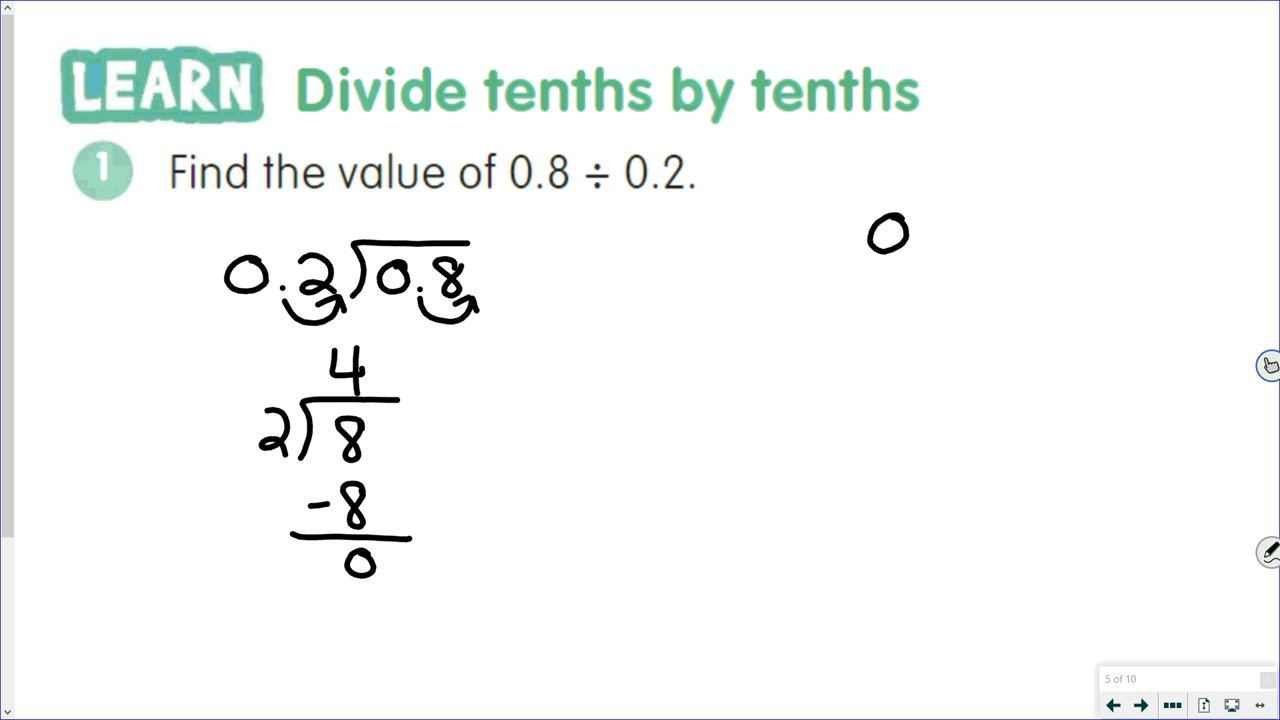 LEARN Divide tenths by tenths
1 Find the value of 0.8 ÷ 0.2.
0
0.2)0.8
4
2)8
-8
0
5 of 10